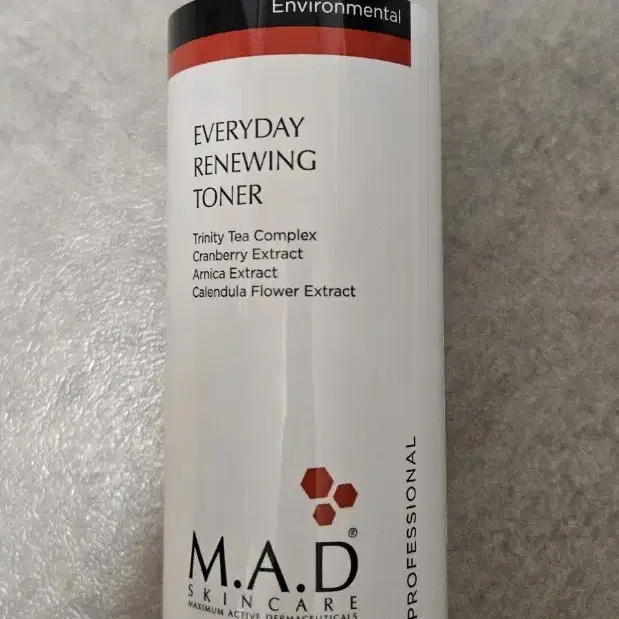 Environmental
EVERYDAY
RENEWING
TONER
Trinity Tea Complex
Cranberry Extract
Arnica Extract
Calendula Flower Extract
M.A.D®
SKINCARE
MAXIMUM ACTIVE DERMACEUTICALS
PROFESSIONAL